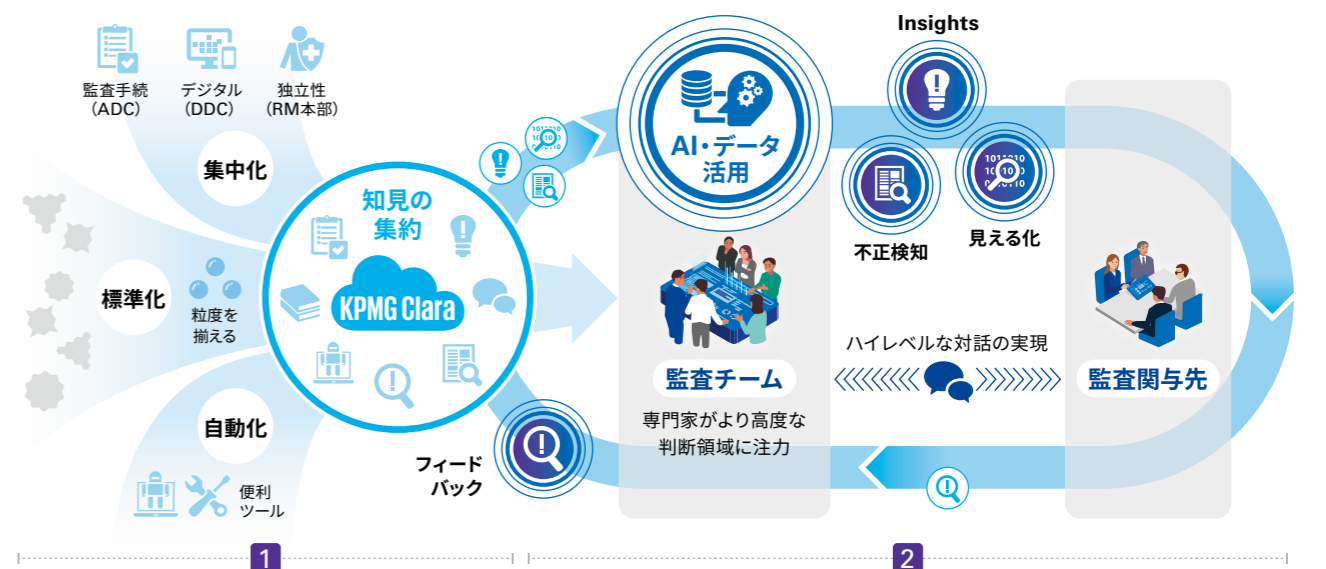 監査手続
（ADC）
デジタル
（DDC）
独立性
（RM本部）
集中化
標準化
粒度を
揃える
自動化
便利
ツール
知見の
集約
KPMG Clara
フィード
バック
AI・データ
活用
Insights
不正検知
1011010
見える化
監査チーム
専門家がより高度な
判断領域に注力
ハイレベルな対話の実現
監査関与先
1
2